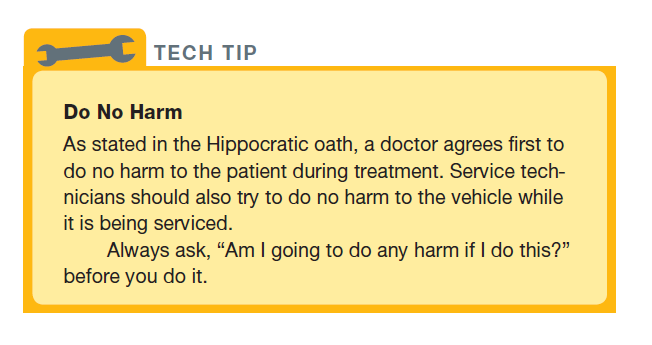 TECH TIP
Do No Harm
As stated in the Hippocratic oath, a doctor agrees first to
do no harm to the patient during treatment. Service tech-
nicians should also try to do no harm to the vehicle while
it is being serviced.
Always ask, “Am I going to do any harm if I do this?”
before you do it.